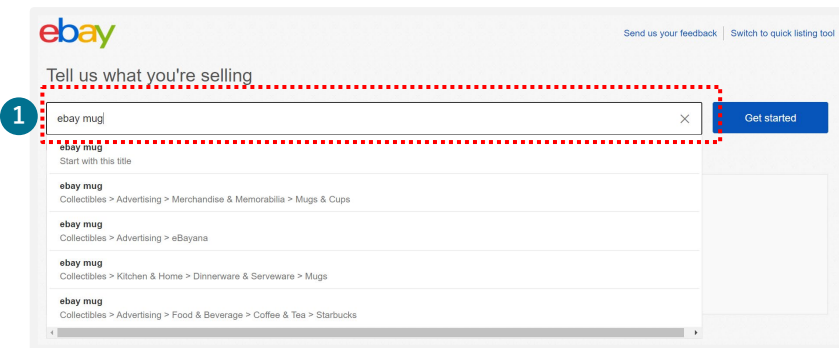 ebay
Send us your feedback | Switch to quick listing tool
Tell us what you're selling
1
ebay mug
Get started
ebay mug
Start with this title
ebay mug
Collectibles > Advertising > Merchandise & Memorabilia > Mugs & Cups
ebay mug
Collectibles > Advertising > eBayana
ebay mug
Collectibles > Kitchen & Home > Dinnerware & Serveware > Mugs
ebay mug
Collectibles > Advertising > Food & Beverage > Coffee & Tea > Starbucks